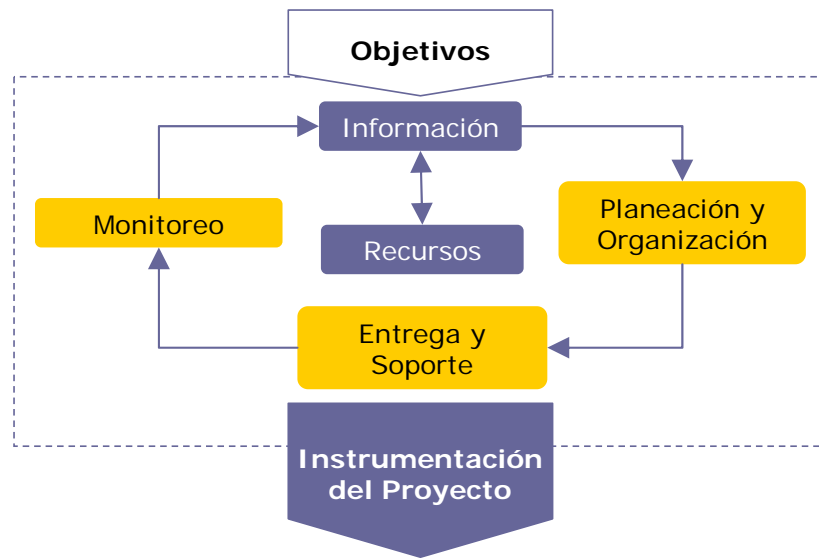 Objetivos
Información
Monitoreo
Planeación y
Organización
Recursos
Entrega y
Soporte
Instrumentación
del Proyecto